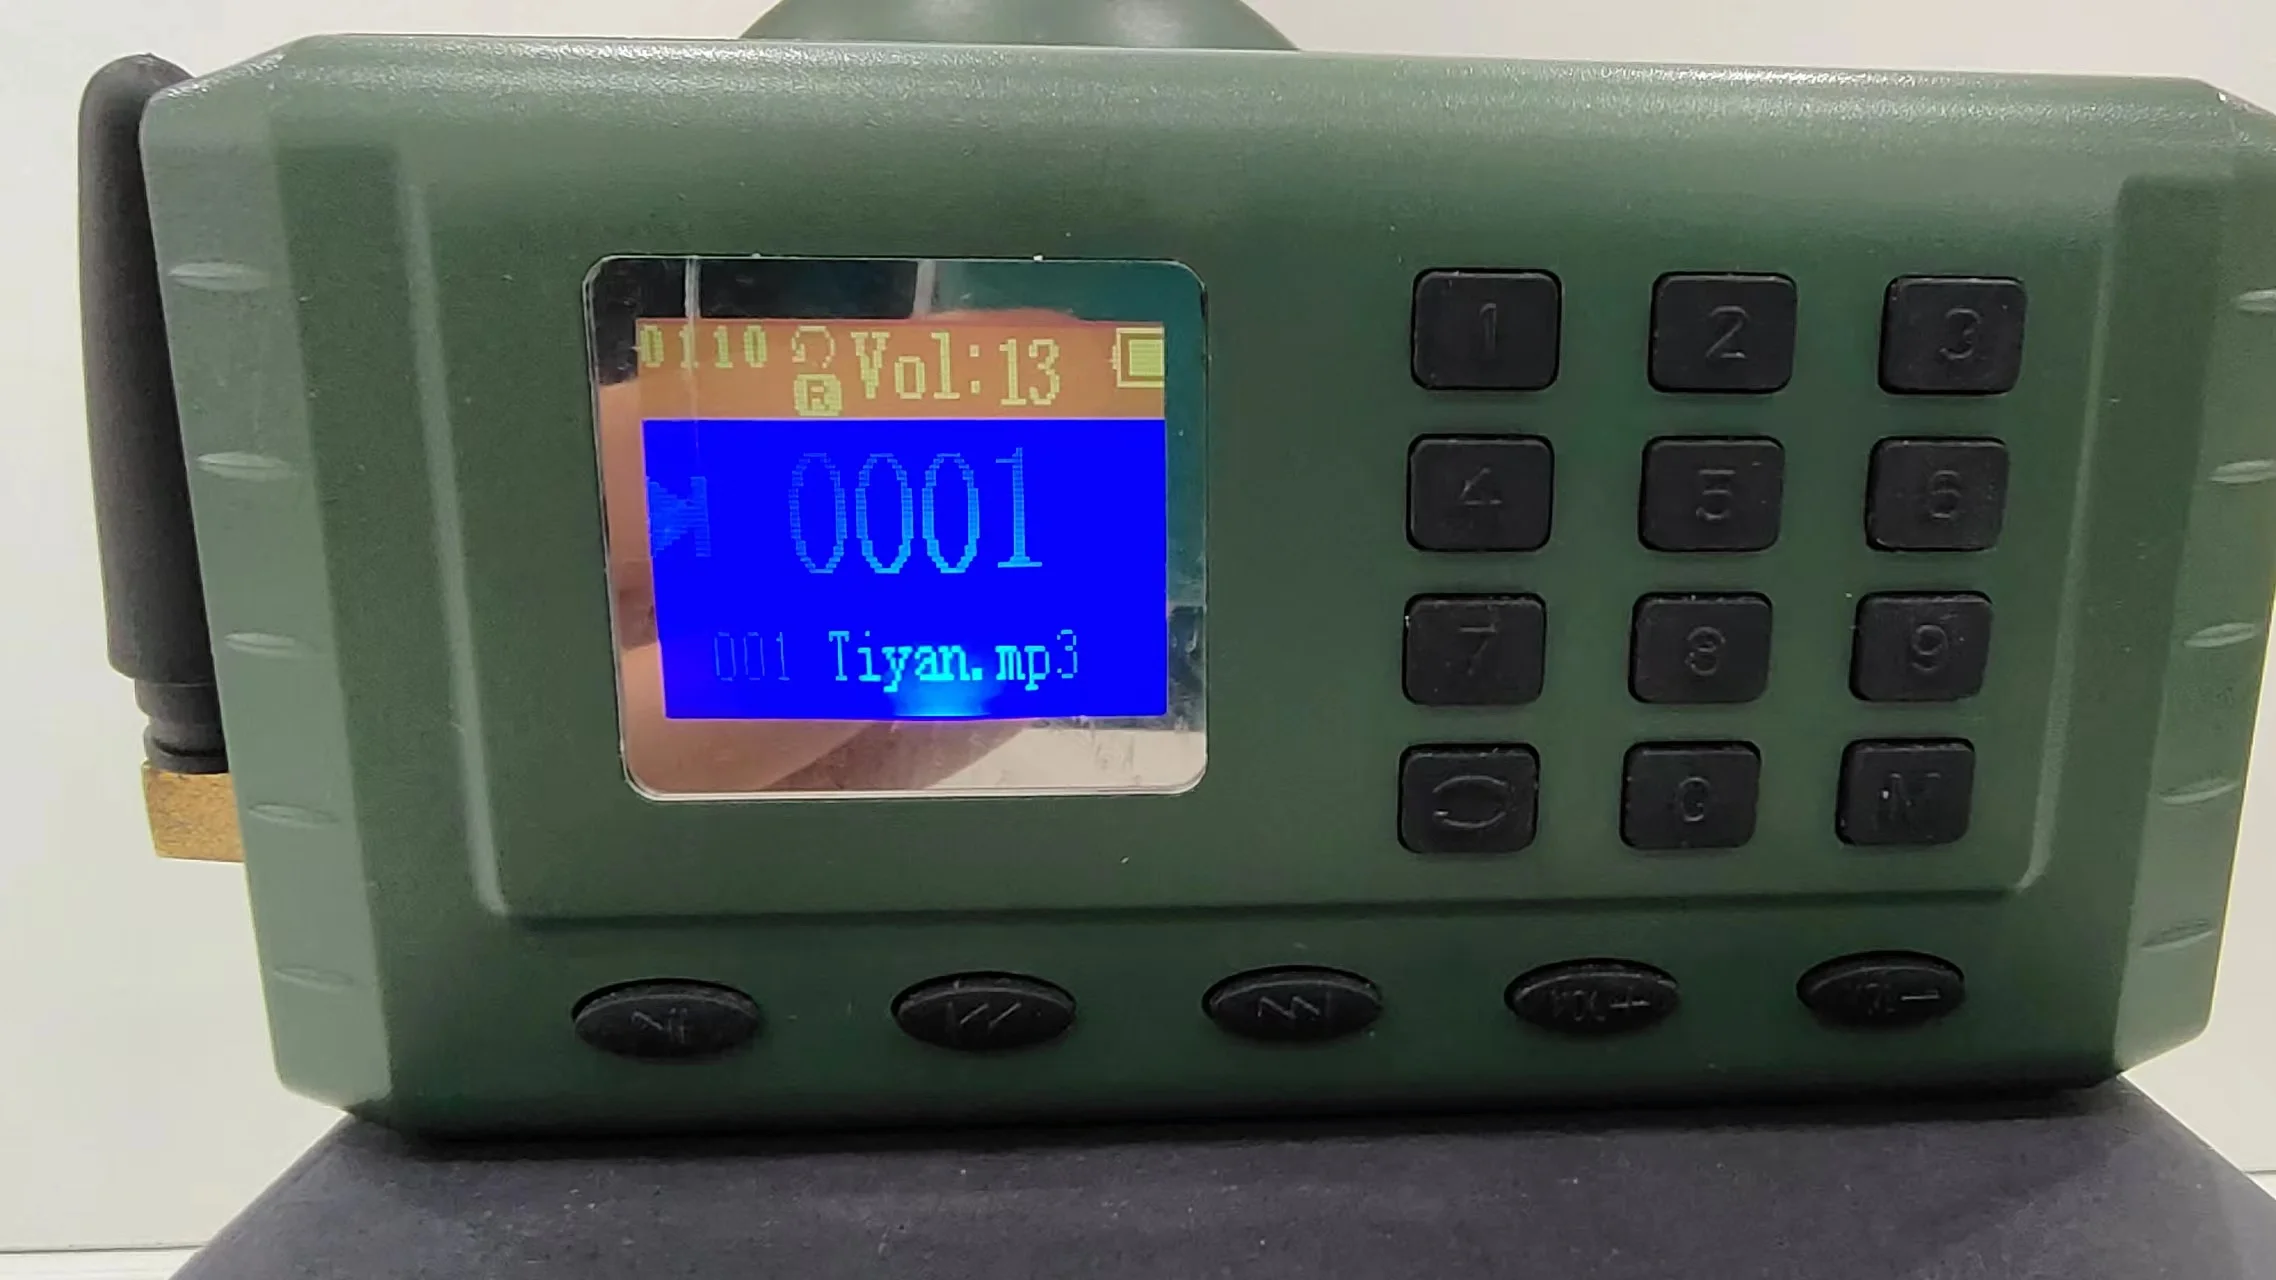 0110 R Vol:13
0001
001 Tiyan.mp3
1 2 3
4 5 6
7 8 9
0 M
VOL+ VOL-